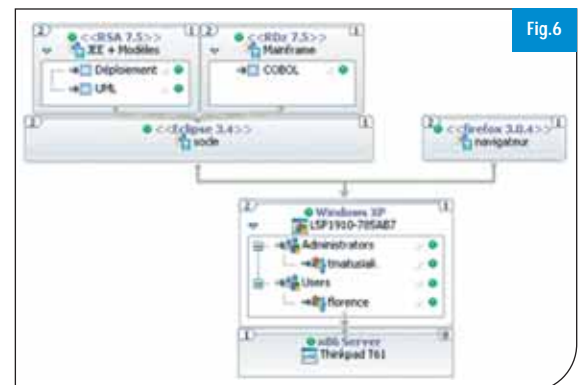 Fig.6
2 <<RSA 7.5>> 1
JEE + Modèles
Déploiement
UML
2 <<RDz 7.5>> 1
Mainframe
COBOL
2 <<Eclipse 3.4>> 1
socle
2 <<firefox 3.0.4>> 1
navigateur
2 Windows XP 1
Administrators
Users
florence
1 x86 Server 0
Thinkpad T61